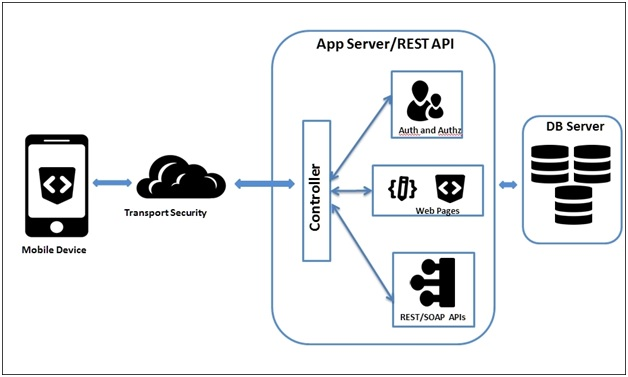 App Server/REST API
Auth and Authz
DB Server
Controller
Web Pages
Transport Security
Mobile Device
REST/SOAP APIs